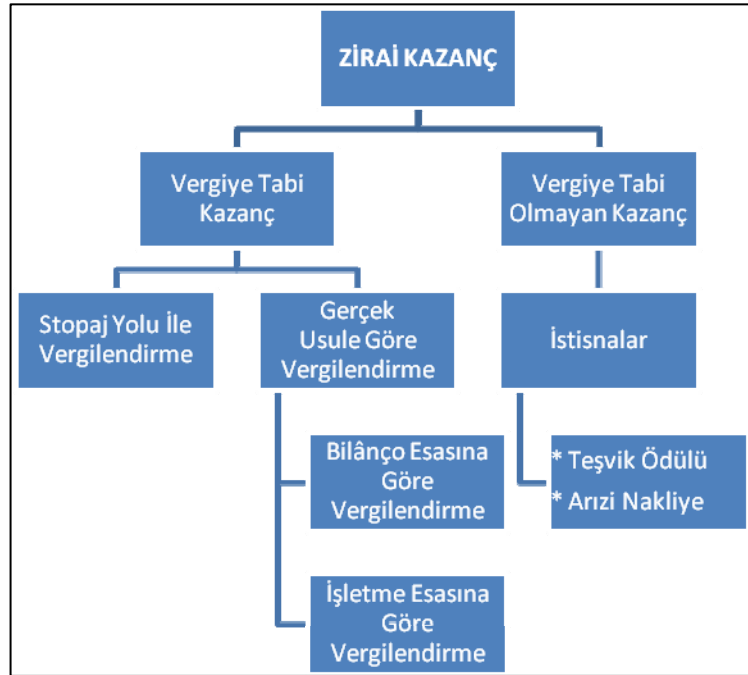 ZİRAİ KAZANÇ
Vergiye Tabi
Kazanç
Vergiye Tabi
Olmayan Kazanç
Stopaj Yolu İle
Vergilendirme
Gerçek
Usule Göre
Vergilendirme
İstisnalar
Bilânço Esasına
Göre
Vergilendirme
* Teşvik Ödülü
* Arızi Nakliye
İşletme Esasına
Göre
Vergilendirme